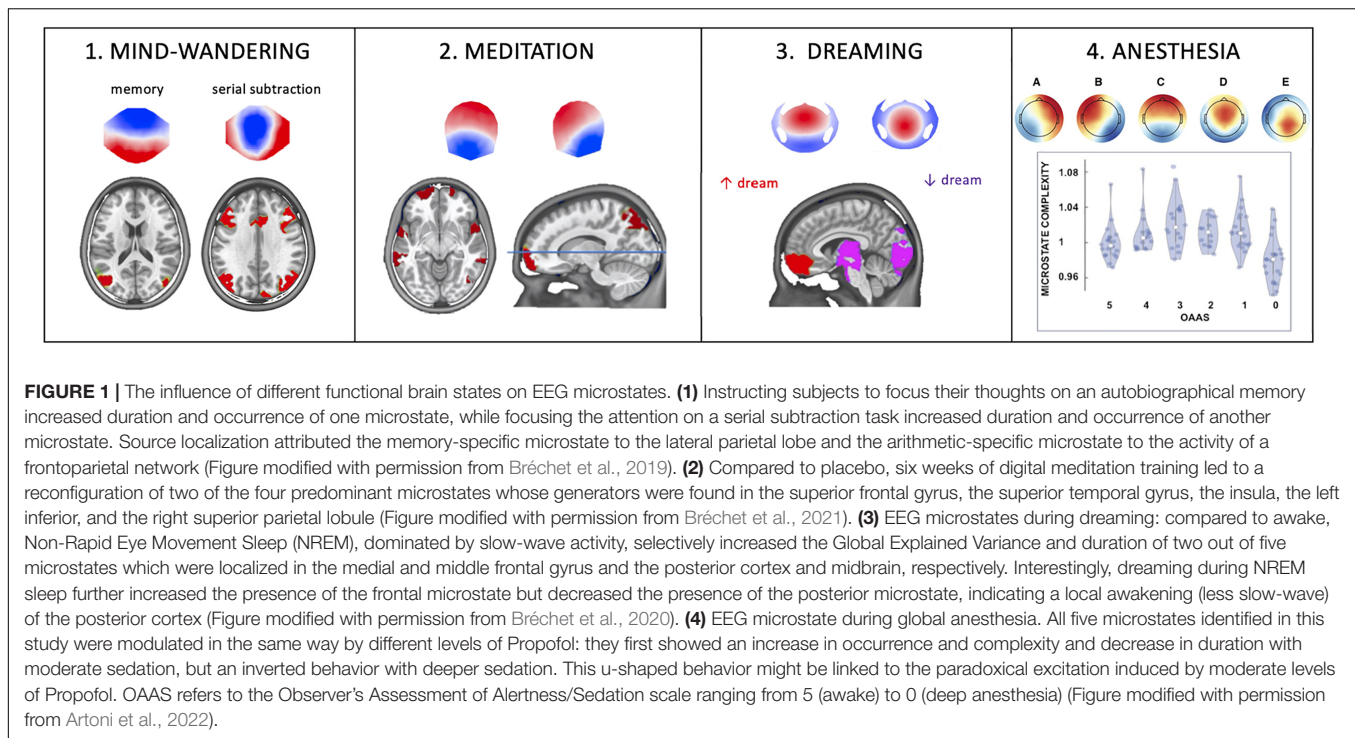 1. MIND-WANDERING
memory
serial subtraction
2. MEDITATION
3. DREAMING
↑ dream
↓ dream
4. ANESTHESIA
A B C D E
MICROSTATE COMPLEXITY
1.08
1.04
1
0.96
5 4 3 2 1 0
OAAS
FIGURE 1 | The influence of different functional brain states on EEG microstates. (1) Instructing subjects to focus their thoughts on an autobiographical memory
increased duration and occurrence of one microstate, while focusing the attention on a serial subtraction task increased duration and occurrence of another
microstate. Source localization attributed the memory-specific microstate to the lateral parietal lobe and the arithmetic-specific microstate to the activity of a
frontoparietal network (Figure modified with permission from Bréchet et al., 2019). (2) Compared to placebo, six weeks of digital meditation training led to a
reconfiguration of two of the four predominant microstates whose generators were found in the superior frontal gyrus, the superior temporal gyrus, the insula, the left
inferior, and the right superior parietal lobule (Figure modified with permission from Bréchet et al., 2021). (3) EEG microstates during dreaming: compared to awake,
Non-Rapid Eye Movement Sleep (NREM), dominated by slow-wave activity, selectively increased the Global Explained Variance and duration of two out of five
microstates which were localized in the medial and middle frontal gyrus and the posterior cortex and midbrain, respectively. Interestingly, dreaming during NREM
sleep further increased the presence of the frontal microstate but decreased the presence of the posterior microstate, indicating a local awakening (less slow-wave)
of the posterior cortex (Figure modified with permission from Bréchet et al., 2020). (4) EEG microstate during global anesthesia. All five microstates identified in this
study were modulated in the same way by different levels of Propofol: they first showed an increase in occurrence and complexity and decrease in duration with
moderate sedation, but an inverted behavior with deeper sedation. This u-shaped behavior might be linked to the paradoxical excitation induced by moderate levels
of Propofol. OAAS refers to the Observer’s Assessment of Alertness/Sedation scale ranging from 5 (awake) to 0 (deep anesthesia) (Figure modified with permission
from Artoni et al., 2022).